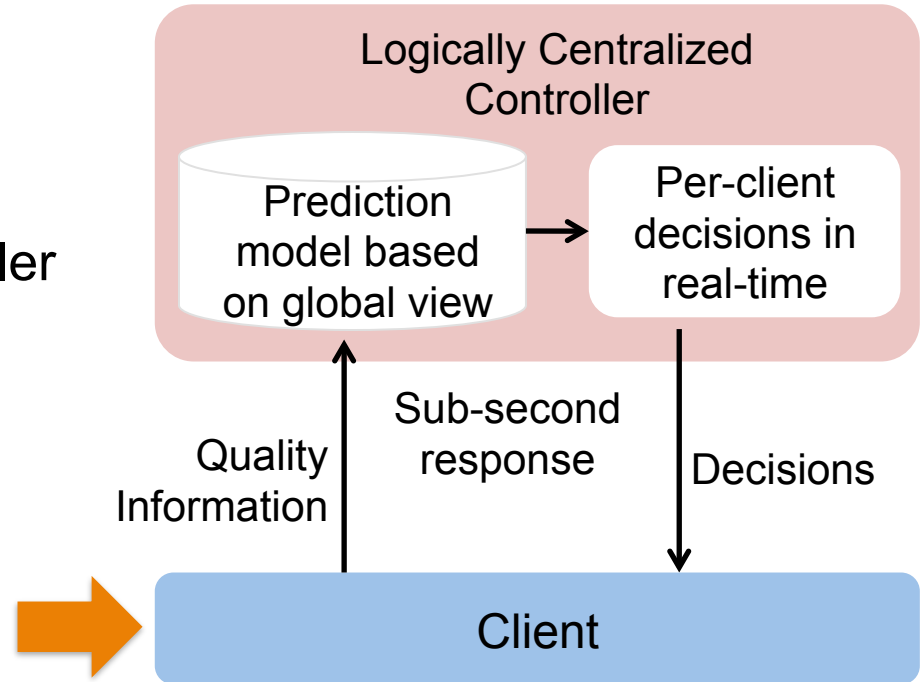 Logically Centralized
Controller
Prediction
model based
on global view
Per-client
decisions in
real-time
Sub-second
response
Quality
Information
Decisions
Client